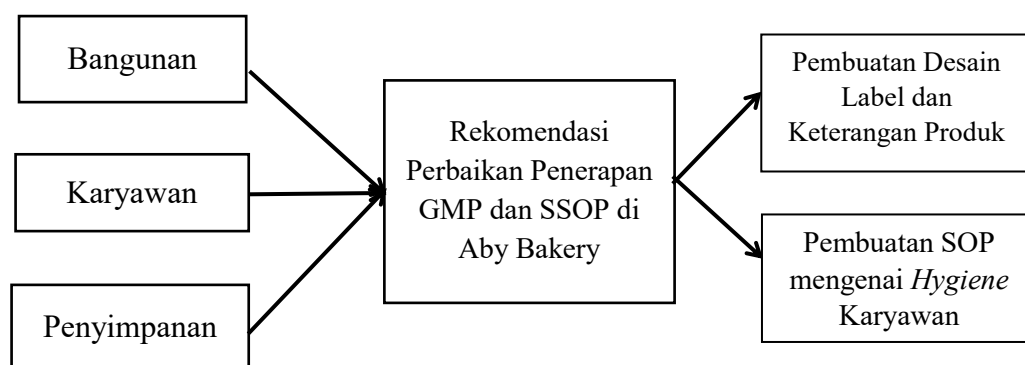 Bangunan
Karyawan
Penyimpanan
Rekomendasi
Perbaikan Penerapan
GMP dan SSOP di
Aby Bakery
Pembuatan Desain
Label dan
Keterangan Produk
Pembuatan SOP
mengenai Hygiene
Karyawan